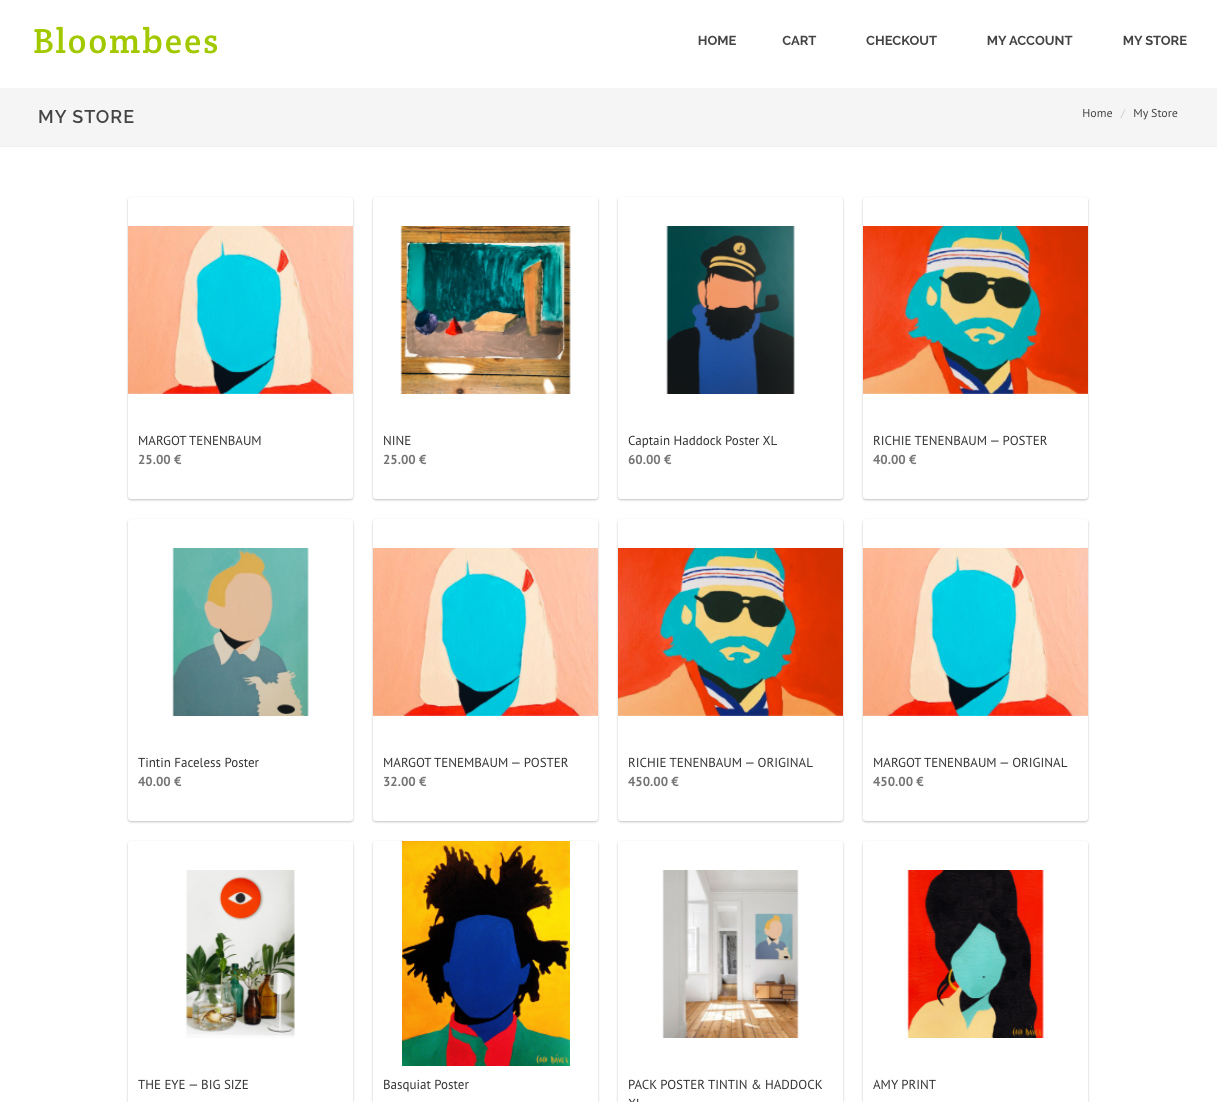 Bloombees
HOME CART CHECKOUT MY ACCOUNT MY STORE
MY STORE
Home / My Store
MARGOT TENENBAUM
25.00 €
NINE
25.00 €
Captain Haddock Poster XL
60.00 €
RICHIE TENENBAUM — POSTER
40.00 €
Tintin Faceless Poster
40.00 €
MARGOT TENEMBAUM — POSTER
32.00 €
RICHIE TENENBAUM — ORIGINAL
450.00 €
MARGOT TENENBAUM — ORIGINAL
450.00 €
THE EYE — BIG SIZE
Basquiat Poster
PACK POSTER TINTIN & HADDOCK
XL
AMY PRINT